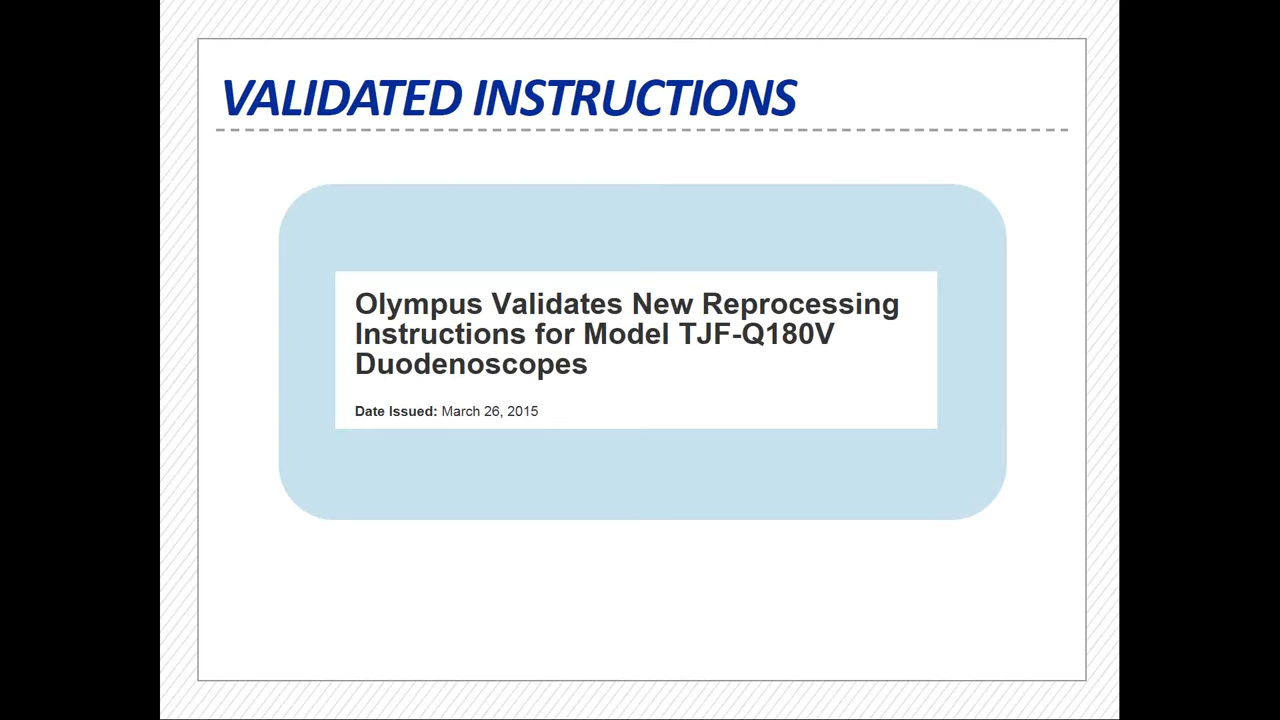 VALIDATED INSTRUCTIONS
Olympus Validates New Reprocessing
Instructions for Model TJF-Q180V
Duodenoscopes
Date Issued: March 26, 2015